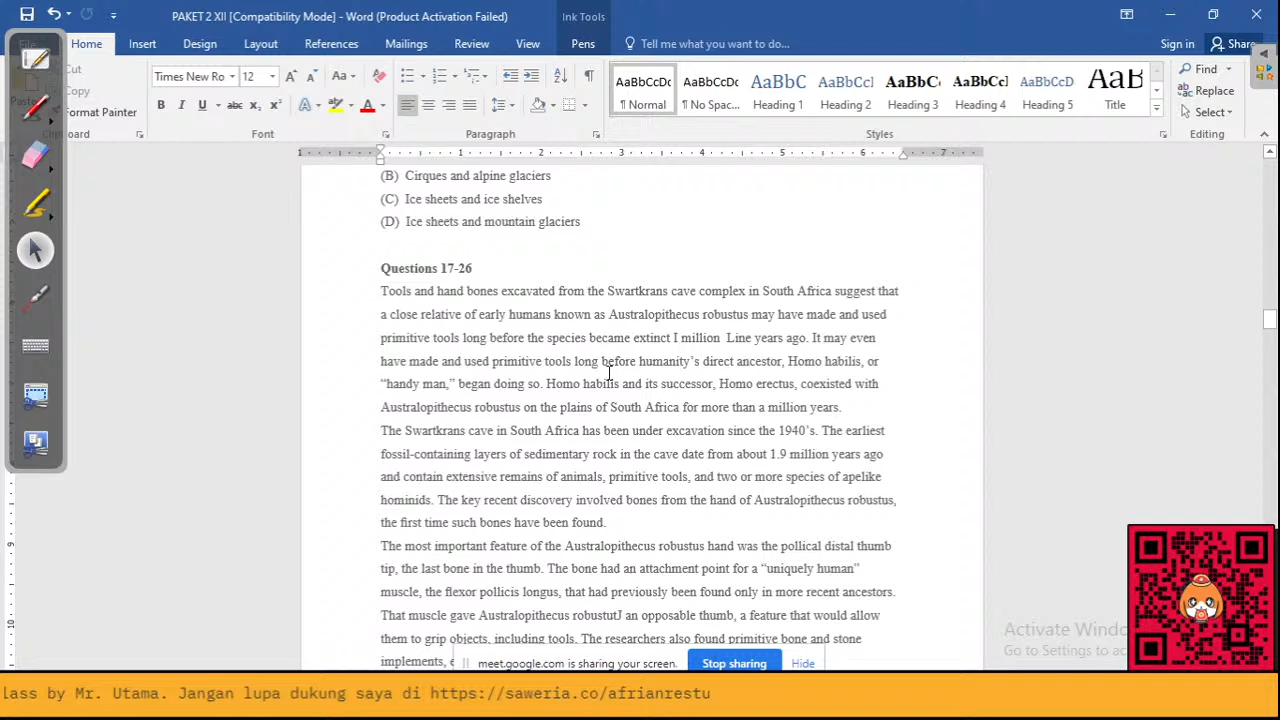 PAKET 2 XII [Compatibility Mode] - Word (Product Activation Failed)
Ink Tools
File
Home
Insert
Design
Layout
References
Mailings
Review
View
Pens
Tell me what you want to do...
Sign in
Share
Cut
Copy
Format Painter
Paste
Clipboard
Times New Ro
12
Font
Paragraph
AaBbCcDc
¶ Normal
AaBbCcDc
¶ No Spac...
AaBbC
Heading 1
AaBbCcC
Heading 2
AaBbC
Heading 3
AaBbCcI
Heading 4
AaBbCcD
Heading 5
AaB
Title
Styles
Find
Replace
Select
Editing
1 1 2 3 4 5 6 7
(B) Cirques and alpine glaciers
(C) Ice sheets and ice shelves
(D) Ice sheets and mountain glaciers
Questions 17-26
Tools and hand bones excavated from the Swartkrans cave complex in South Africa suggest that
a close relative of early humans known as Australopithecus robustus may have made and used
primitive tools long before the species became extinct I million Line years ago. It may even
have made and used primitive tools long before humanity’s direct ancestor, Homo habilis, or
“handy man,” began doing so. Homo habilis and its successor, Homo erectus, coexisted with
Australopithecus robustus on the plains of South Africa for more than a million years.
The Swartkrans cave in South Africa has been under excavation since the 1940’s. The earliest
fossil-containing layers of sedimentary rock in the cave date from about 1.9 million years ago
and contain extensive remains of animals, primitive tools, and two or more species of apelike
hominids. The key recent discovery involved bones from the hand of Australopithecus robustus,
the first time such bones have been found.
The most important feature of the Australopithecus robustus hand was the pollical distal thumb
tip, the last bone in the thumb. The bone had an attachment point for a “uniquely human”
muscle, the flexor pollicis longus, that had previously been found only in more recent ancestors.
That muscle gave Australopithecus robustutJ an opposable thumb, a feature that would allow
them to grip objects, including tools. The researchers also found primitive bone and stone
implements,
9
10
meet.google.com is sharing your screen.
Stop sharing
Hide
Activate Windo
Go to Settings to a
lass by Mr. Utama. Jangan lupa dukung saya di https://saweria.co/afrianrestu